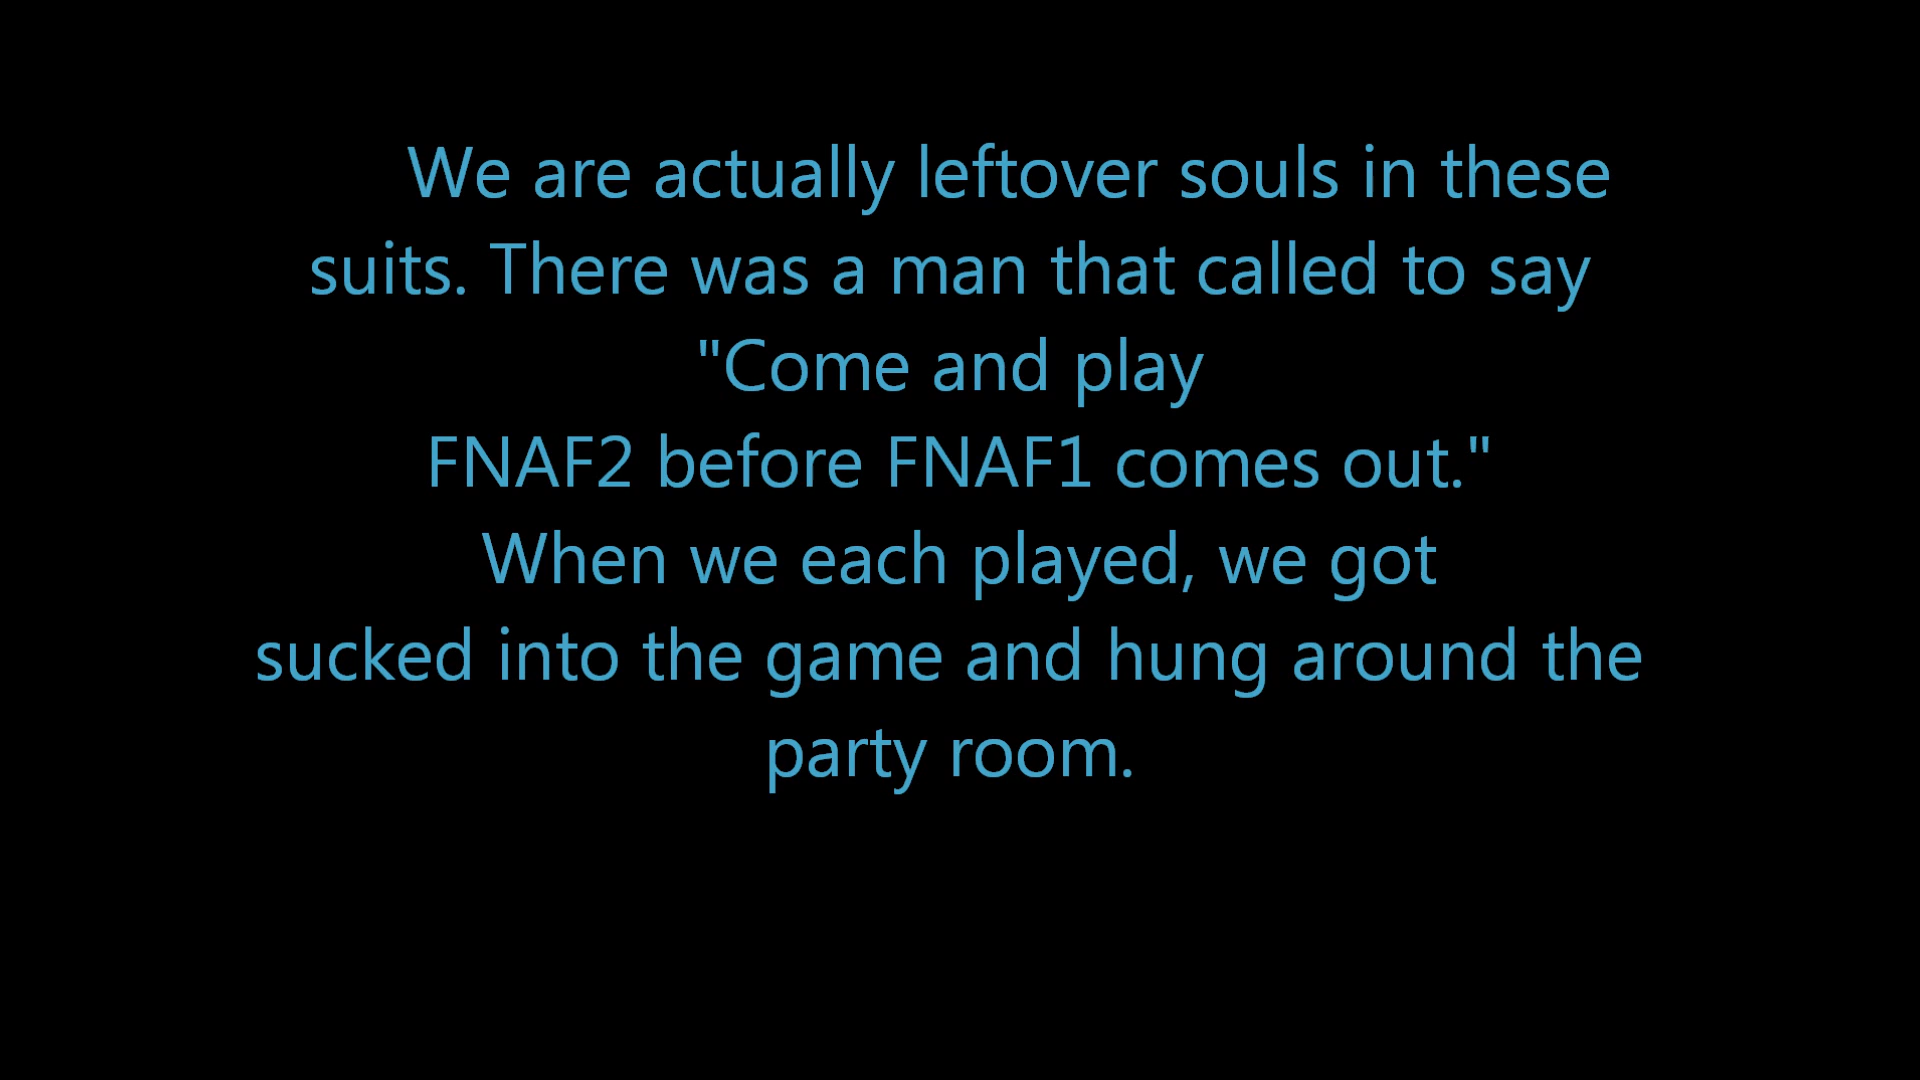 We are actually leftover souls in these
suits. There was a man that called to say
"Come and play
FNAF2 before FNAF1 comes out."
When we each played, we got
sucked into the game and hung around the
party room.